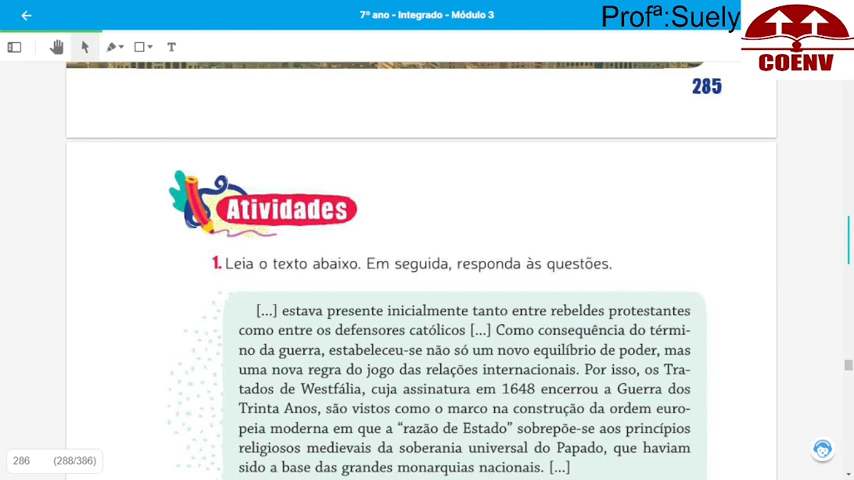 7º ano - Integrado - Módulo 3
Profª:Suely
COENV
T
285
Atividades
1. Leia o texto abaixo. Em seguida, responda às questões.
[...] estava presente inicialmente tanto entre rebeldes protestantes
como entre os defensores católicos [...] Como consequência do térmi-
no da guerra, estabeleceu-se não só um novo equilíbrio de poder, mas
uma nova regra do jogo das relações internacionais. Por isso, os Tra-
tados de Westfália, cuja assinatura em 1648 encerrou a Guerra dos
Trinta Anos, são vistos como o marco na construção da ordem euro-
peia moderna em que a “razão de Estado” sobrepõe-se aos princípios
religiosos medievais da soberania universal do Papado, que haviam
sido a base das grandes monarquias nacionais. [...]
286 (288/386)